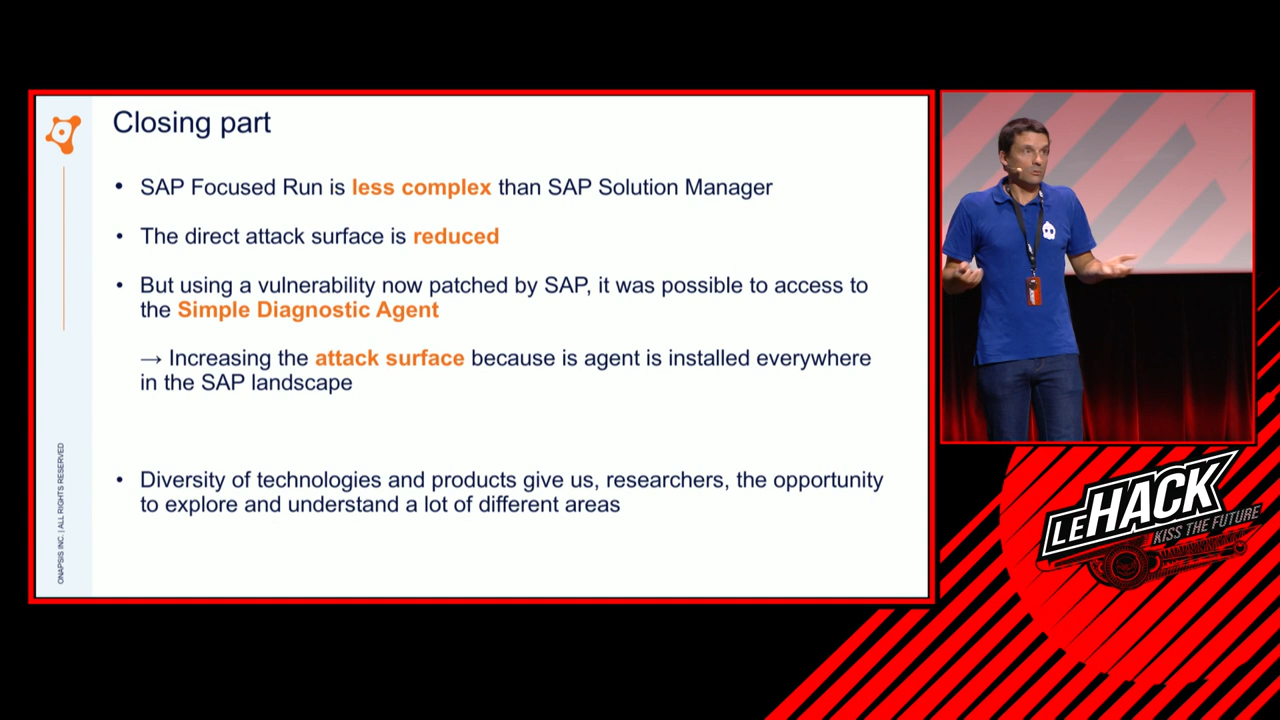 Closing part
• SAP Focused Run is less complex than SAP Solution Manager
• The direct attack surface is reduced
• But using a vulnerability now patched by SAP, it was possible to access to
the Simple Diagnostic Agent
→ Increasing the attack surface because is agent is installed everywhere
in the SAP landscape
• Diversity of technologies and products give us, researchers, the opportunity
to explore and understand a lot of different areas
ONAPSIS INC. | ALL RIGHTS RESERVED
LEHACK
KISS THE FUTURE